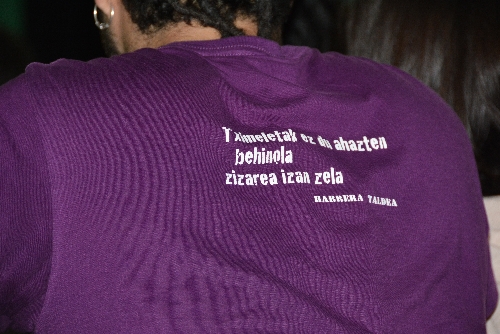 Tximeletak ez du ahazten
behinola
zizarea izan zela
HARRERA TALDEA